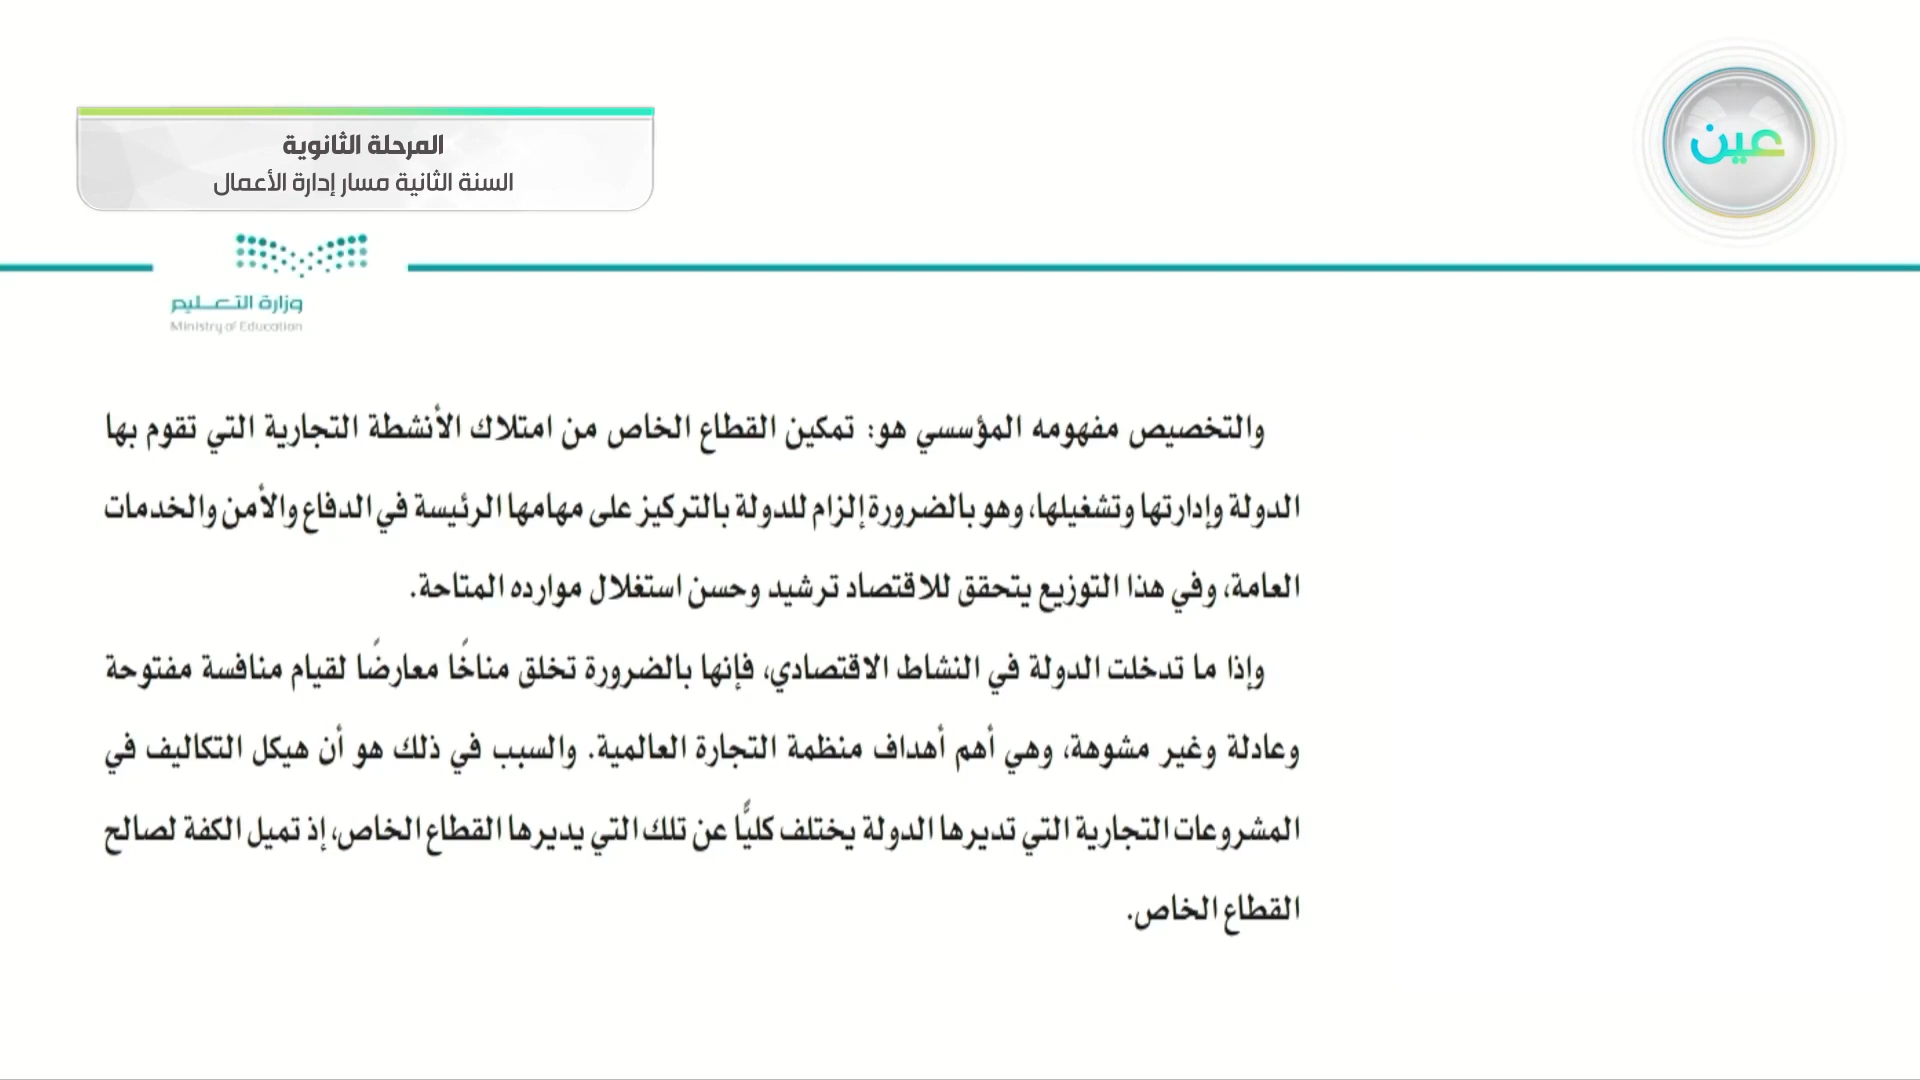 المرحلة الثانوية
السنة الثانية مسار إدارة الأعمال
عين
وزارة التعليم
Ministry of Education
والتخصيص مفهومه المؤسسي هو: تمكين القطاع الخاص من امتلاك الأنشطة التجارية التي تقوم بها
الدولة وإدارتها وتشغيلها، وهو بالضرورة إلزام للدولة بالتركيز على مهامها الرئيسة في الدفاع والأمن والخدمات
العامة، وفي هذا التوزيع يتحقق للاقتصاد ترشيد وحسن استغلال موارده المتاحة.
وإذا ما تدخلت الدولة في النشاط الاقتصادي، فإنها بالضرورة تخلق مناخًا معارضًا لقيام منافسة مفتوحة
وعادلة وغير مشوهة، وهي أهم أهداف منظمة التجارة العالمية. والسبب في ذلك هو أن هيكل التكاليف في
المشروعات التجارية التي تديرها الدولة يختلف كليًّا عن تلك التي يديرها القطاع الخاص، إذ تميل الكفة لصالح
القطاع الخاص.